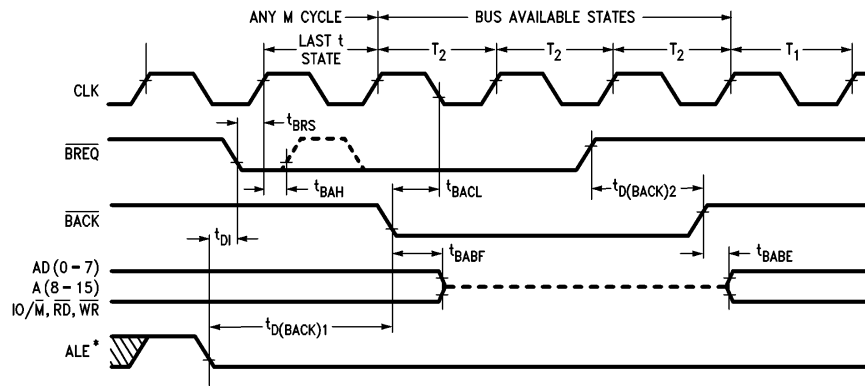 ANY M CYCLE
BUS AVAILABLE STATES
LAST t
STATE
T2
T2
T2
T1
CLK
tBRS
BREQ
tBAH
tBACL
tD(BACK)2
BACK
tDI
tBABF
tBABE
AD (0 - 7)
A (8 - 15)
IO/M, RD, WR
tD(BACK)1
ALE*